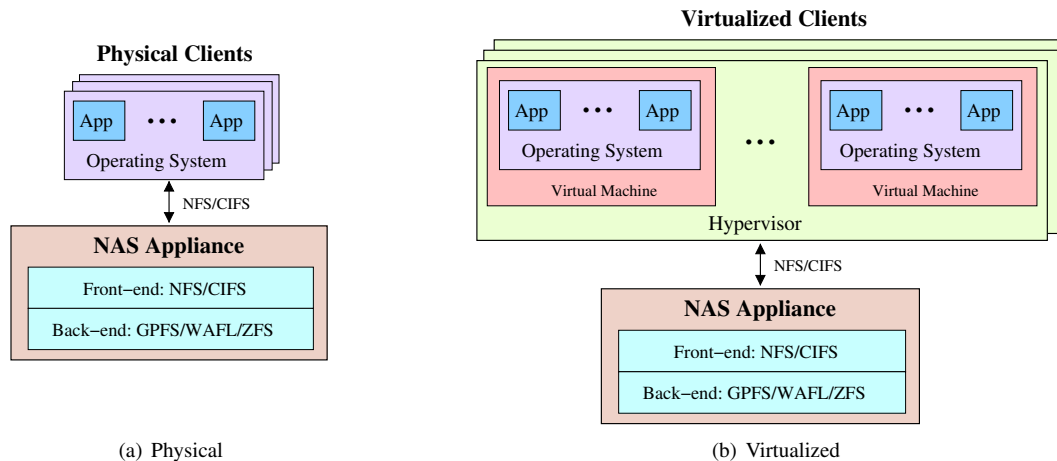 Physical Clients
App ••• App
Operating System
NFS/CIFS
NAS Appliance
Front−end: NFS/CIFS
Back−end: GPFS/WAFL/ZFS
(a) Physical
Virtualized Clients
App ••• App
Operating System
Virtual Machine
•••
App ••• App
Operating System
Virtual Machine
Hypervisor
NFS/CIFS
NAS Appliance
Front−end: NFS/CIFS
Back−end: GPFS/WAFL/ZFS
(b) Virtualized